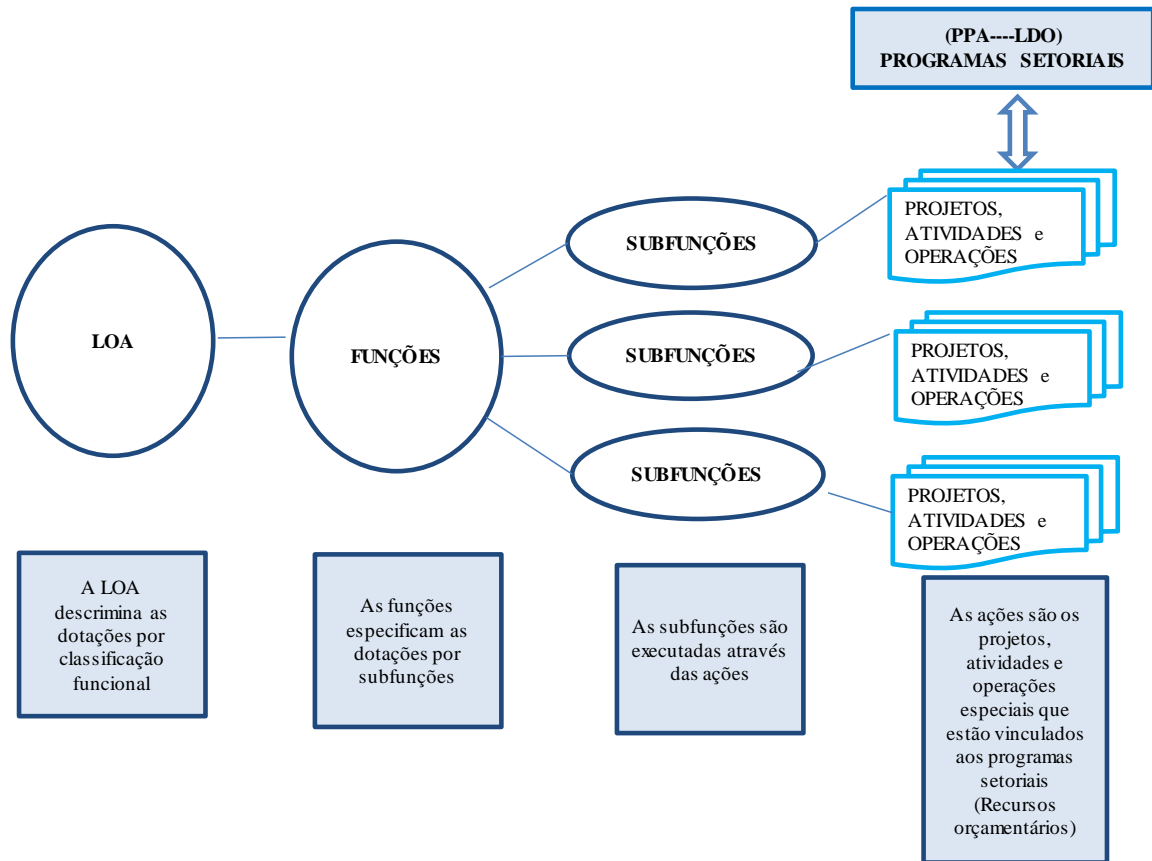 (PPA----LDO)
PROGRAMAS SETORIAIS
LOA
FUNÇÕES
SUBFUNÇÕES
PROJETOS,
ATIVIDADES e
OPERAÇÕES
SUBFUNÇÕES
PROJETOS,
ATIVIDADES e
OPERAÇÕES
SUBFUNÇÕES
PROJETOS,
ATIVIDADES e
OPERAÇÕES
A LOA
descrimina as
dotações por
classificação
funcional
As funções
especificam as
dotações por
subfunções
As subfunções são
executadas através
das ações
As ações são os
projetos,
atividades e
operações
especiais que
estão vinculados
aos programas
setoriais
(Recursos
orçamentários)